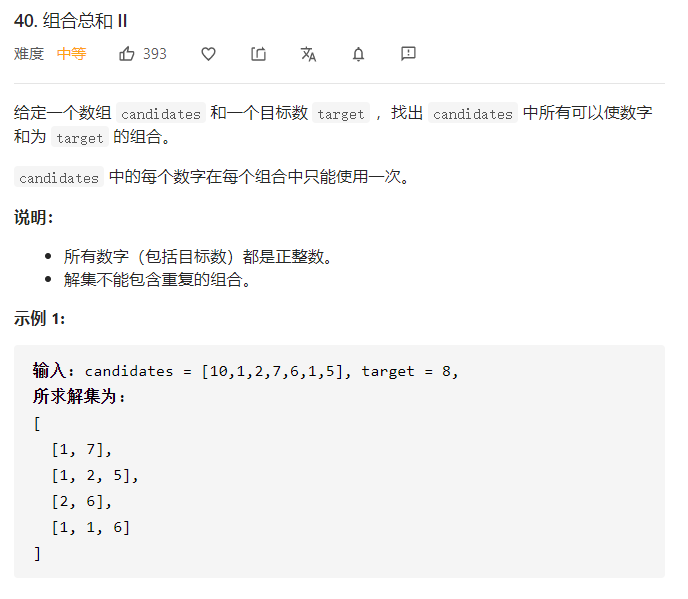 40. 组合总和 II
难度 中等 393
给定一个数组 candidates 和一个目标数 target ，找出 candidates 中所有可以使数字
和为 target 的组合。
candidates 中的每个数字在每个组合中只能使用一次。
说明：
所有数字（包括目标数）都是正整数。
解集不能包含重复的组合。
示例 1:
输入: candidates = [10,1,2,7,6,1,5], target = 8,
所求解集为:
[
[1, 7],
[1, 2, 5],
[2, 6],
[1, 1, 6]
]